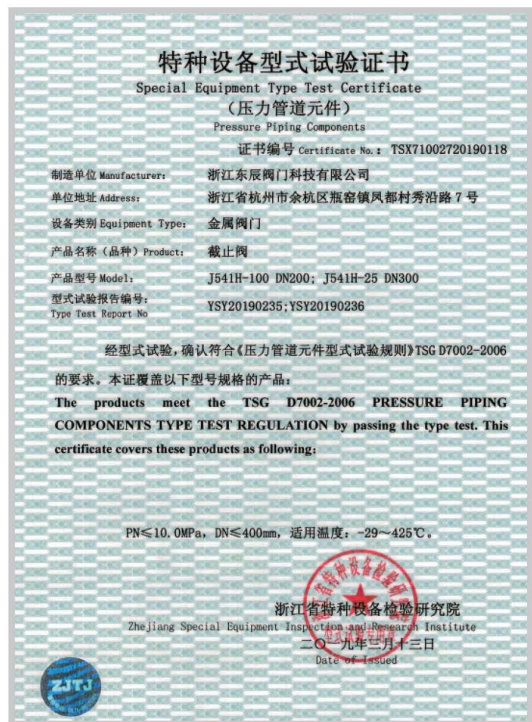 特种设备型式试验证书
Special Equipment Type Test Certificate
（压力管道元件）
Pressure Piping Components
证书编号 Certificate No.：TSX71002720190118
制造单位 Manufacturer: 浙江东辰阀门科技有限公司
单位地址 Address: 浙江省杭州市余杭区瓶窑镇凤都村秀沿路 7 号
设备类别 Equipment Type: 金属阀门
产品名称（品种）Product: 截止阀
产品型号 Model: J541H-100 DN200; J541H-25 DN300
型式试验报告编号:
Type Test Report No YSY20190235;YSY20190236
经型式试验,确认符合《压力管道元件型式试验规则》TSG D7002-2006
的要求。本证覆盖以下型号规格的产品:
The products meet the TSG D7002-2006 PRESSURE PIPING
COMPONENTS TYPE TEST REGULATION by passing the type test. This
certificate covers these products as following:
PN≤10.0MPa，DN≤400mm，适用温度：-29～425℃。
浙江省特种设备检验研究院
Zhejiang Special Equipment Inspection and Research Institute
二〇一九年三月十三日
Date of Issued
ZJTJ